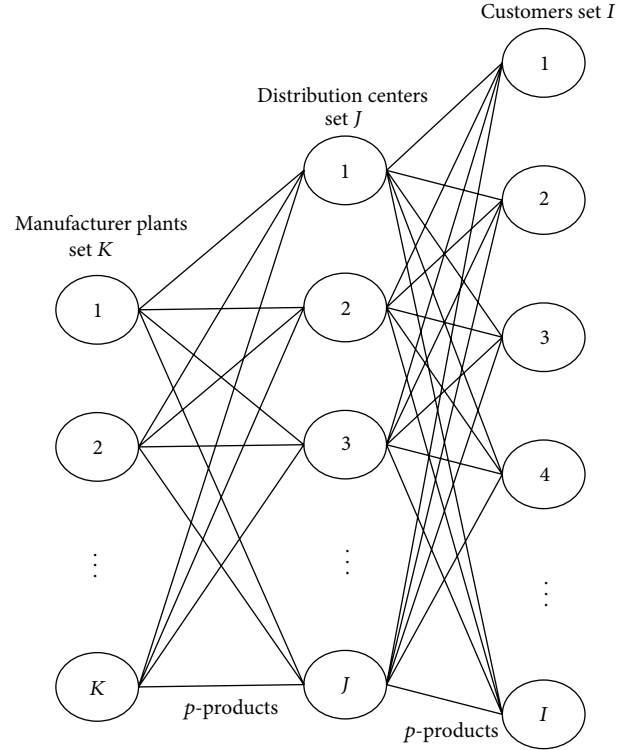 Customers set I
1
2
3
4
⋮
I
Distribution centers
set J
1
2
3
⋮
J
Manufacturer plants
set K
1
2
⋮
K
p-products
p-products